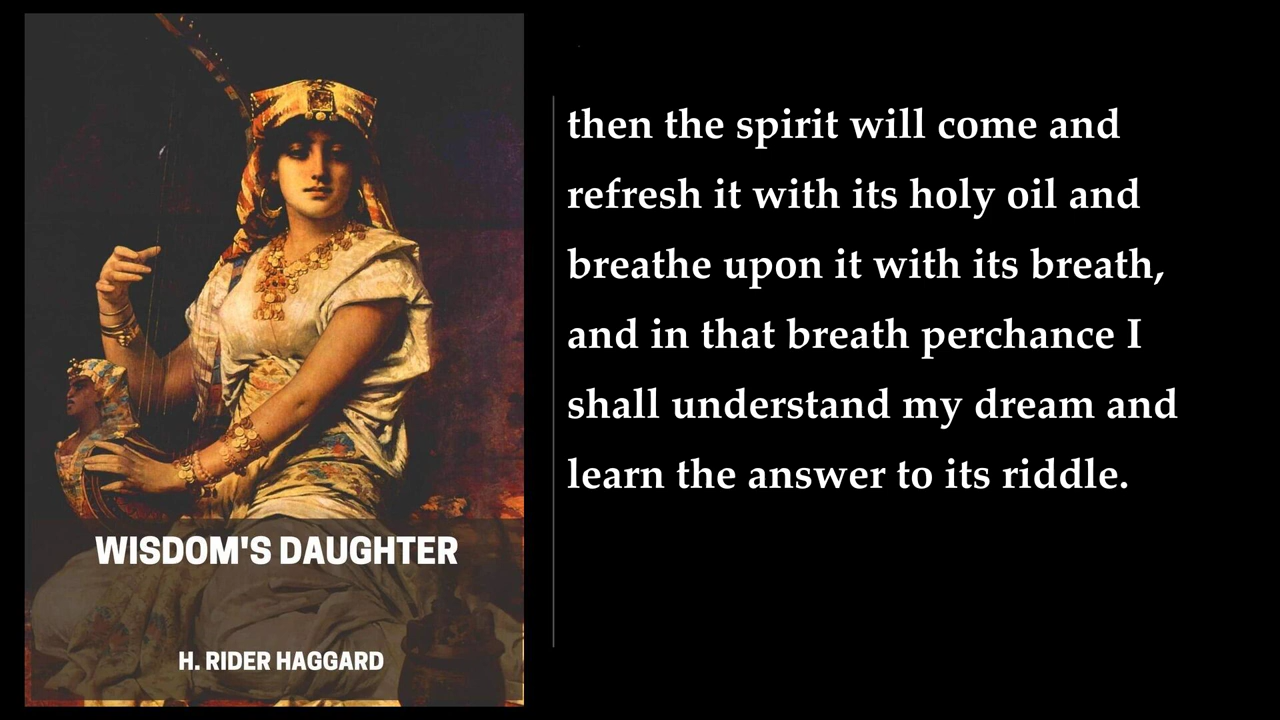 then the spirit will come and
refresh it with its holy oil and
breathe upon it with its breath,
and in that breath perchance I
shall understand my dream and
learn the answer to its riddle.
WISDOM'S DAUGHTER
H. RIDER HAGGARD